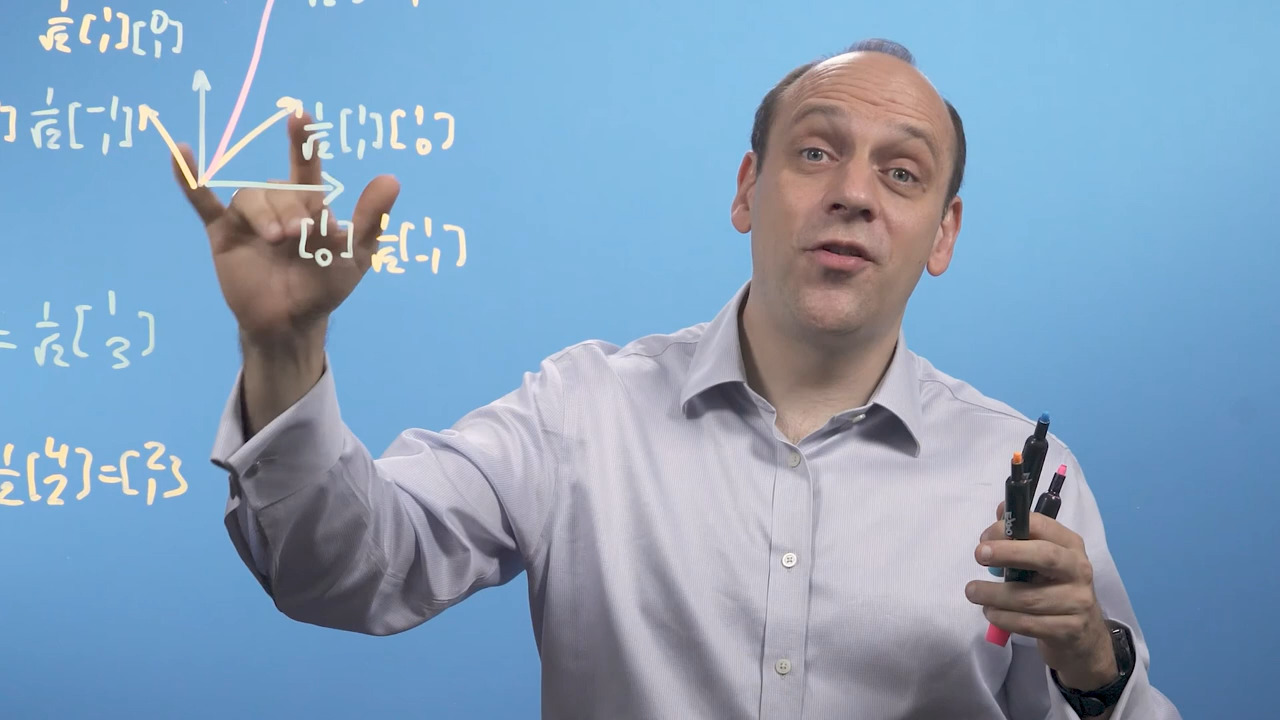 1/√2 [1 1] [0 1]
] 1/√2 [-1 1]
1/√2 [1 1] [1 0]
[1 0] 1/√2 [1 -1]
= 1/√2 [1 3]
1/2 [4 2] = [2 1]